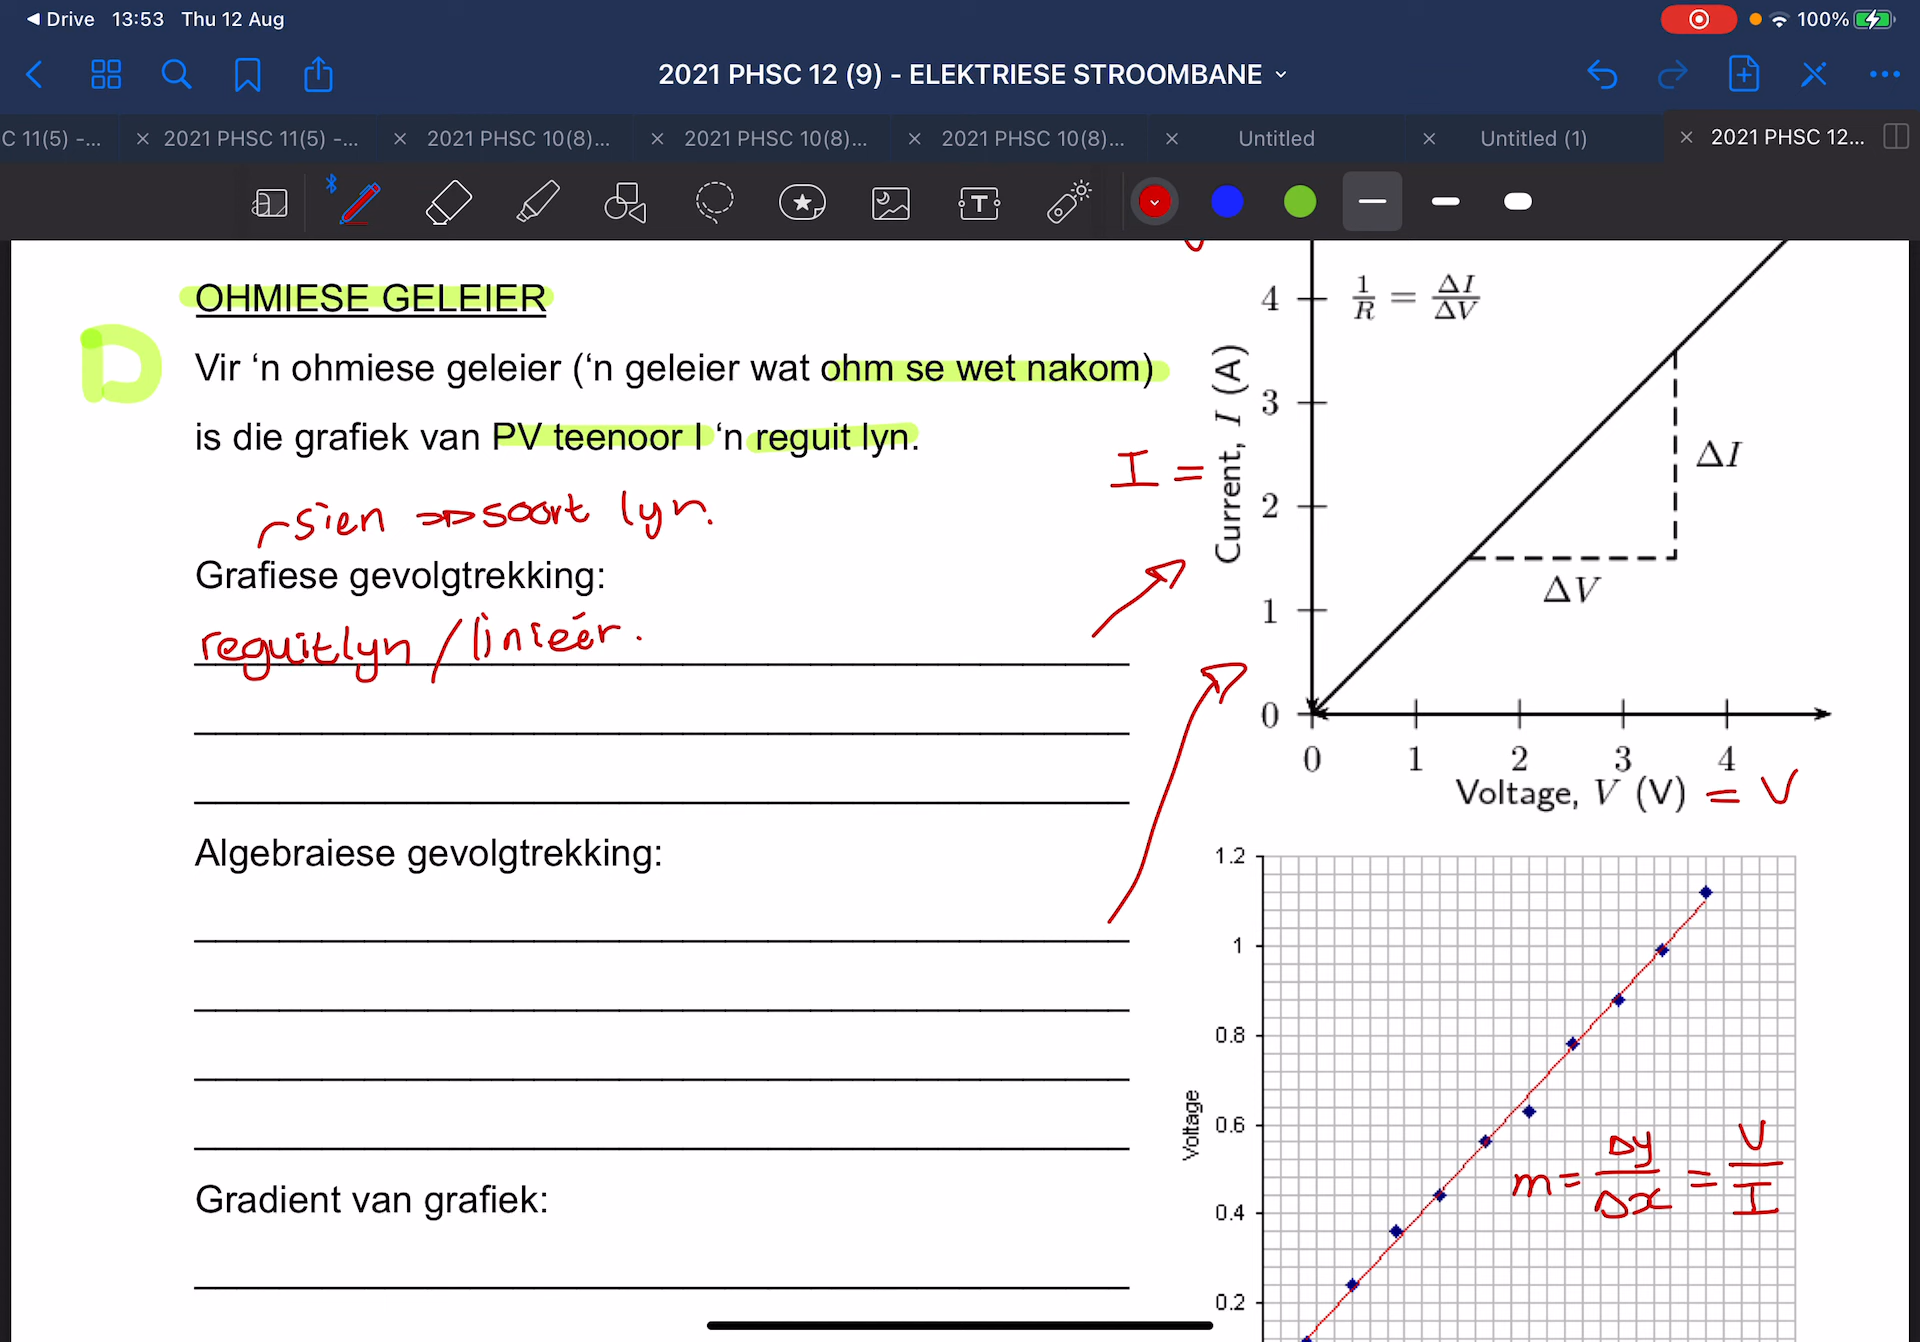 Drive 13:53 Thu 12 Aug
100%
2021 PHSC 12 (9) - ELEKTRIESE STROOMBANE
C 11(5) -...
2021 PHSC 11(5) -...
2021 PHSC 10(8)...
2021 PHSC 10(8)...
2021 PHSC 10(8)...
Untitled
Untitled (1)
2021 PHSC 12...
OHMIESE GELEIER
D
Vir ‘n ohmiese geleier (‘n geleier wat ohm se wet nakom)
is die grafiek van PV teenoor I ‘n reguit lyn.
sien ⇒ soort lyn.
Grafiese gevolgtrekking:
reguitlyn / linieér.
Algebraiese gevolgtrekking:
Gradient van grafiek:
1/R = ΔI/ΔV
I =
Current, I (A)
4
3
2
1
0
ΔI
ΔV
0 1 2 3 4
Voltage, V (V) = V
1.2
1
0.8
0.6
0.4
0.2
Voltage
m = Δy/Δx = V/I